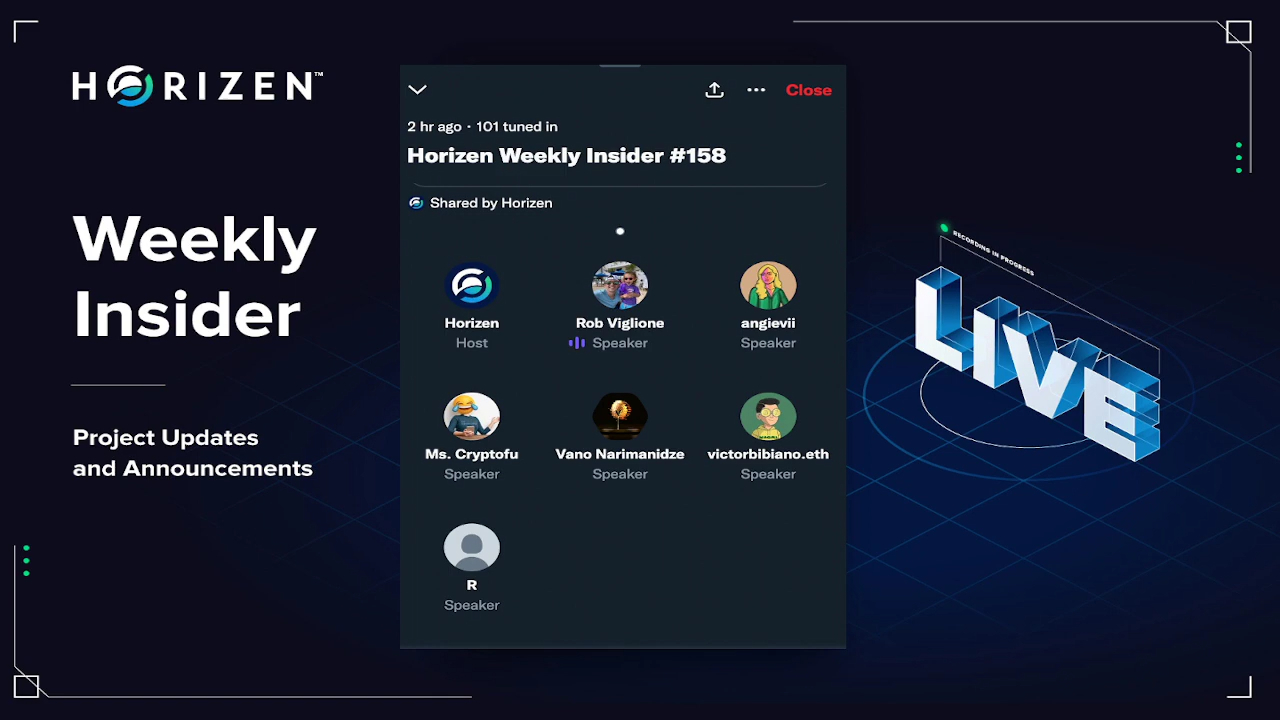 HORIZEN™
Weekly
Insider
Project Updates
and Announcements
Close
2 hr ago · 101 tuned in
Horizen Weekly Insider #158
Shared by Horizen
Horizen
Host
Rob Viglione
Speaker
angievii
Speaker
Ms. Cryptofu
Speaker
Vano Narimanidze
Speaker
victorbibiano.eth
Speaker
R
Speaker
RECORDING IN PROGRESS
LIVE